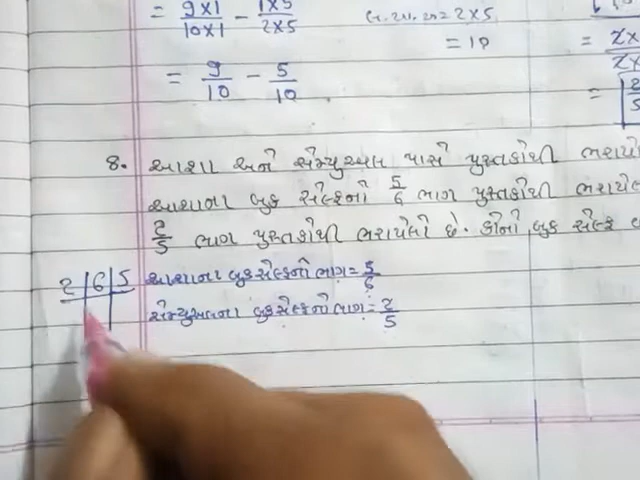 = 9×1/10×1 − 1×5/2×5
લ.સા.અ.= 2×5
= 10
= 9/10 − 5/10
8. આશા અને સેમ્યુઅલ પાસે પુસ્તકોથી
આશાના બુક સેલ્ફનો 5/6 ભાગ પુસ્તકોથી
2/5 ભાગ પુસ્તકોથી ભરાયેલો છે. કોનો બુક સેલ્ફ
2 | 6 | 5
આશાના બુકસેલ્ફનો ભાગ = 5/6
સેમ્યુઅલના બુકસેલ્ફનો ભાગ = 2/5